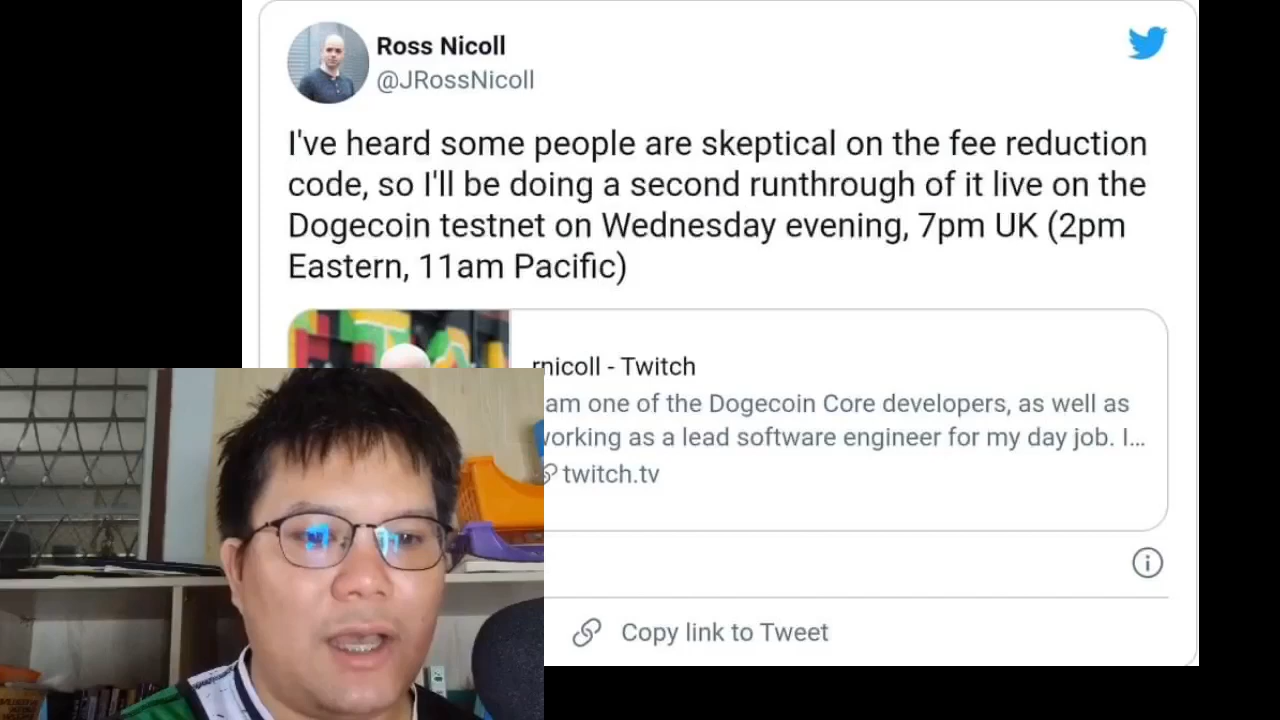 Ross Nicoll
@JRossNicoll
I've heard some people are skeptical on the fee reduction
code, so I'll be doing a second runthrough of it live on the
Dogecoin testnet on Wednesday evening, 7pm UK (2pm
Eastern, 11am Pacific)
rnicoll - Twitch
am one of the Dogecoin Core developers, as well as
working as a lead software engineer for my day job. I...
twitch.tv
Copy link to Tweet